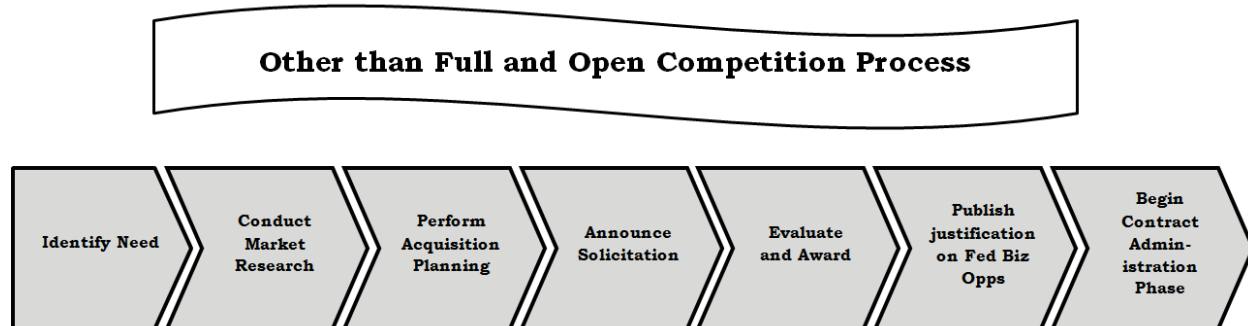 Other than Full and Open Competition Process
Identify Need
Conduct
Market
Research
Perform
Acquisition
Planning
Announce
Solicitation
Evaluate
and Award
Publish
justification
on Fed Biz
Opps
Begin
Contract
Admin-
istration
Phase